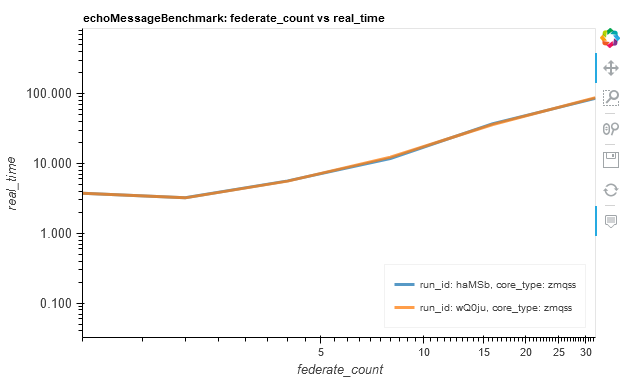 echoMessageBenchmark: federate_count vs real_time
100.000
10.000
1.000
0.100
real_time
run_id: haMSb, core_type: zmqss
run_id: wQ0ju, core_type: zmqss
5
10
15
20
25
30
federate_count